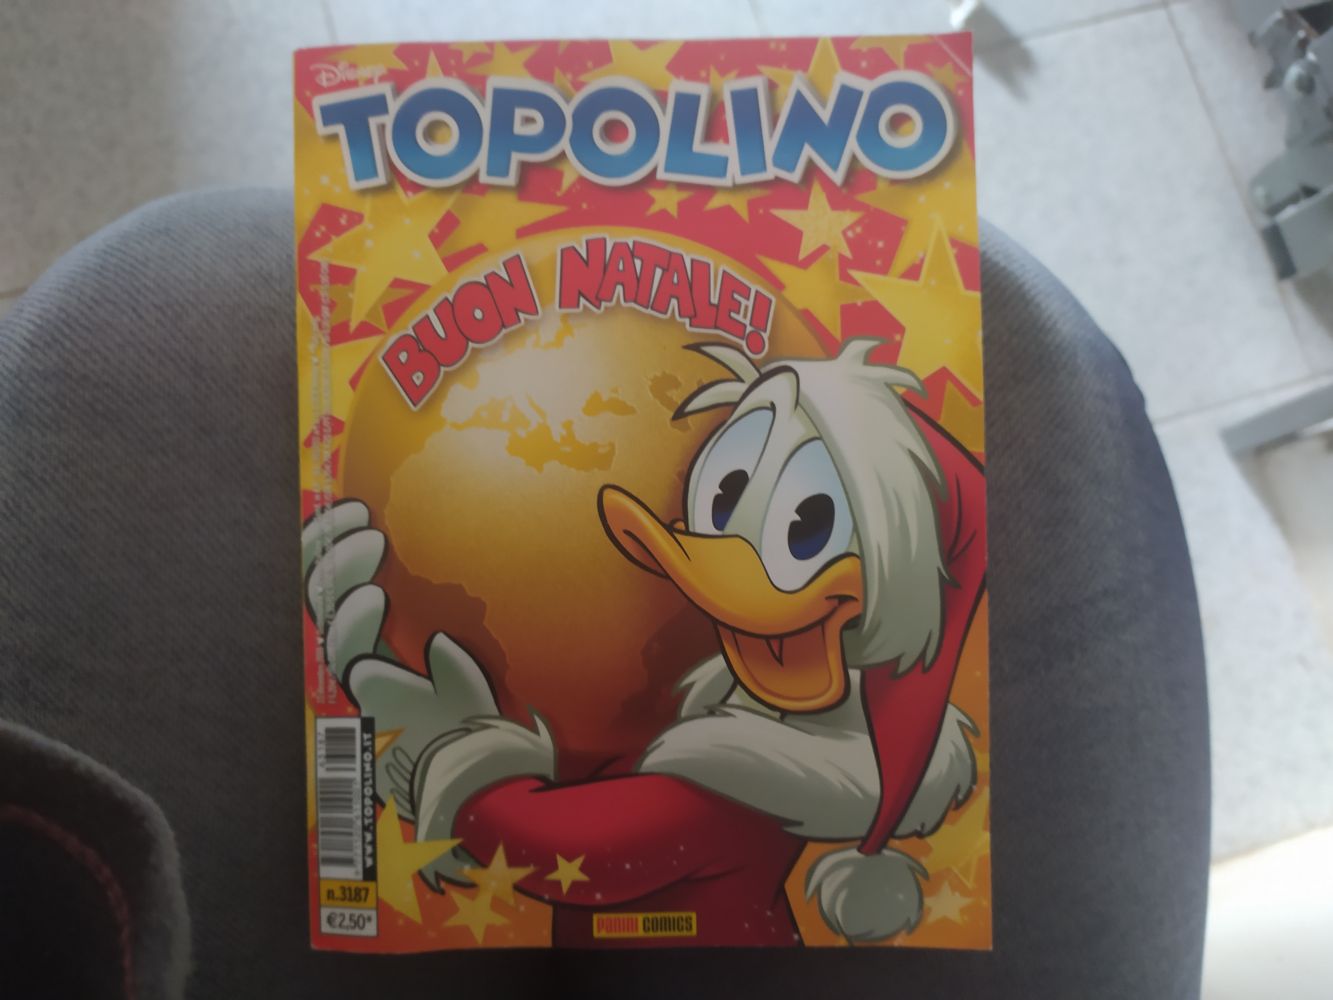 Disney
TOPOLINO
BUON NATALE!
WWW.TOPOLINO.IT
n.3187
€2,50*
PANINI COMICS